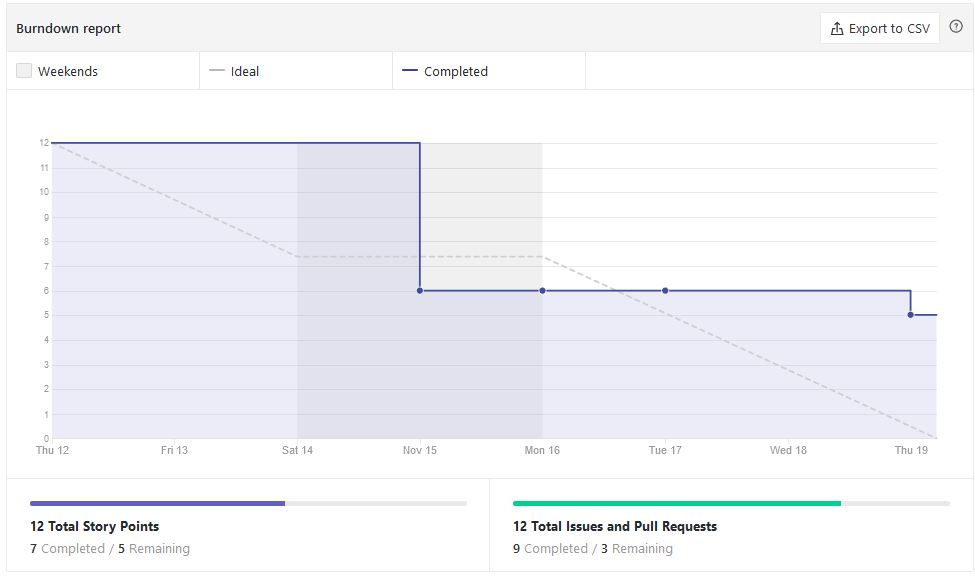 Burndown report
Export to CSV
?
Weekends
Ideal
Completed
12
11
10
9
8
7
6
5
4
3
2
1
0
Thu 12 Fri 13 Sat 14 Nov 15 Mon 16 Tue 17 Wed 18 Thu 19
12 Total Story Points
7 Completed / 5 Remaining
12 Total Issues and Pull Requests
9 Completed / 3 Remaining